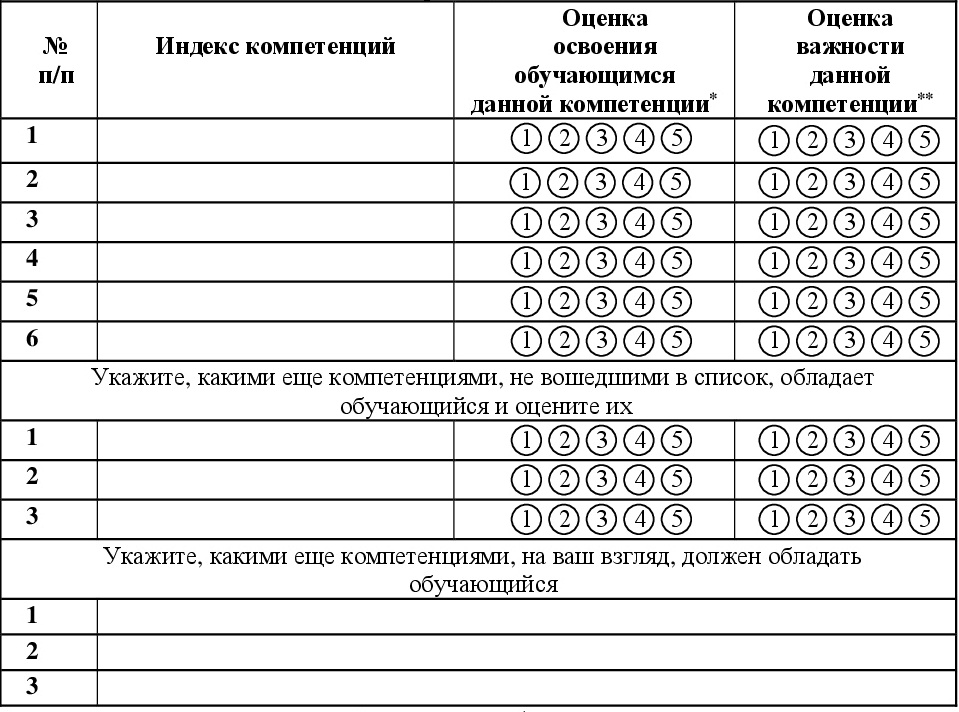 № п/п Индекс компетенций Оценка освоения обучающимся данной компетенции* Оценка важности данной компетенции**
1 ① ② ③ ④ ⑤ ① ② ③ ④ ⑤
2 ① ② ③ ④ ⑤ ① ② ③ ④ ⑤
3 ① ② ③ ④ ⑤ ① ② ③ ④ ⑤
4 ① ② ③ ④ ⑤ ① ② ③ ④ ⑤
5 ① ② ③ ④ ⑤ ① ② ③ ④ ⑤
6 ① ② ③ ④ ⑤ ① ② ③ ④ ⑤
Укажите, какими еще компетенциями, не вошедшими в список, обладает
обучающийся и оцените их
1 ① ② ③ ④ ⑤ ① ② ③ ④ ⑤
2 ① ② ③ ④ ⑤ ① ② ③ ④ ⑤
3 ① ② ③ ④ ⑤ ① ② ③ ④ ⑤
Укажите, какими еще компетенциями, на ваш взгляд, должен обладать
обучающийся
1
2
3